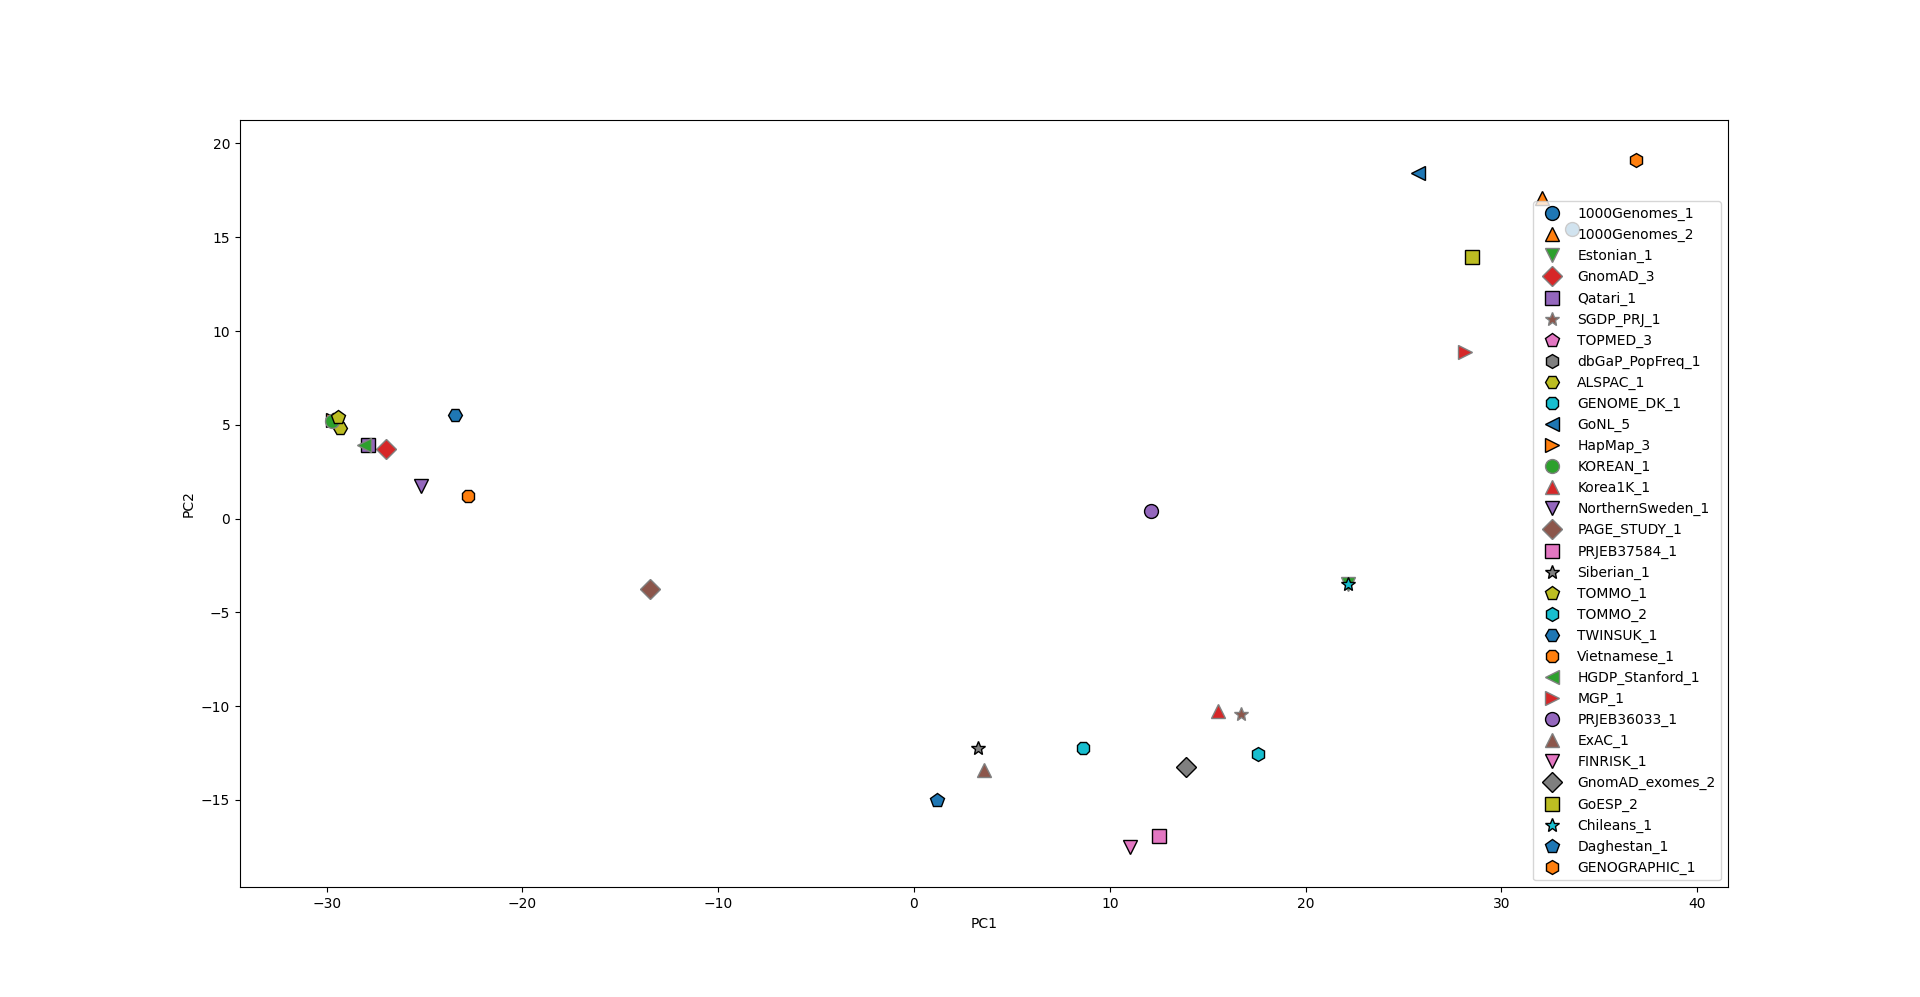 20
15
10
5
0
−5
−10
−15
PC2
−30
−20
−10
0
10
20
30
40
PC1
1000Genomes_1
1000Genomes_2
Estonian_1
GnomAD_3
Qatari_1
SGDP_PRJ_1
TOPMED_3
dbGaP_PopFreq_1
ALSPAC_1
GENOME_DK_1
GoNL_5
HapMap_3
KOREAN_1
Korea1K_1
NorthernSweden_1
PAGE_STUDY_1
PRJEB37584_1
Siberian_1
TOMMO_1
TOMMO_2
TWINSUK_1
Vietnamese_1
HGDP_Stanford_1
MGP_1
PRJEB36033_1
ExAC_1
FINRISK_1
GnomAD_exomes_2
GoESP_2
Chileans_1
Daghestan_1
GENOGRAPHIC_1